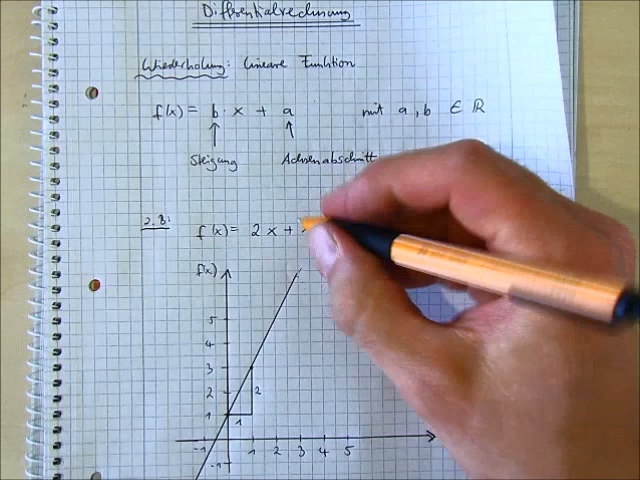 Differentialrechnung
Wiederholung: lineare Funktion
f(x) = b · x + a mit a, b ∈ ℝ
Steigung Achsenabschnitt
z.B.: f(x) = 2x +
f(x)
5
4
3
2 2
1 1
-1 1 2 3 4 5
-1